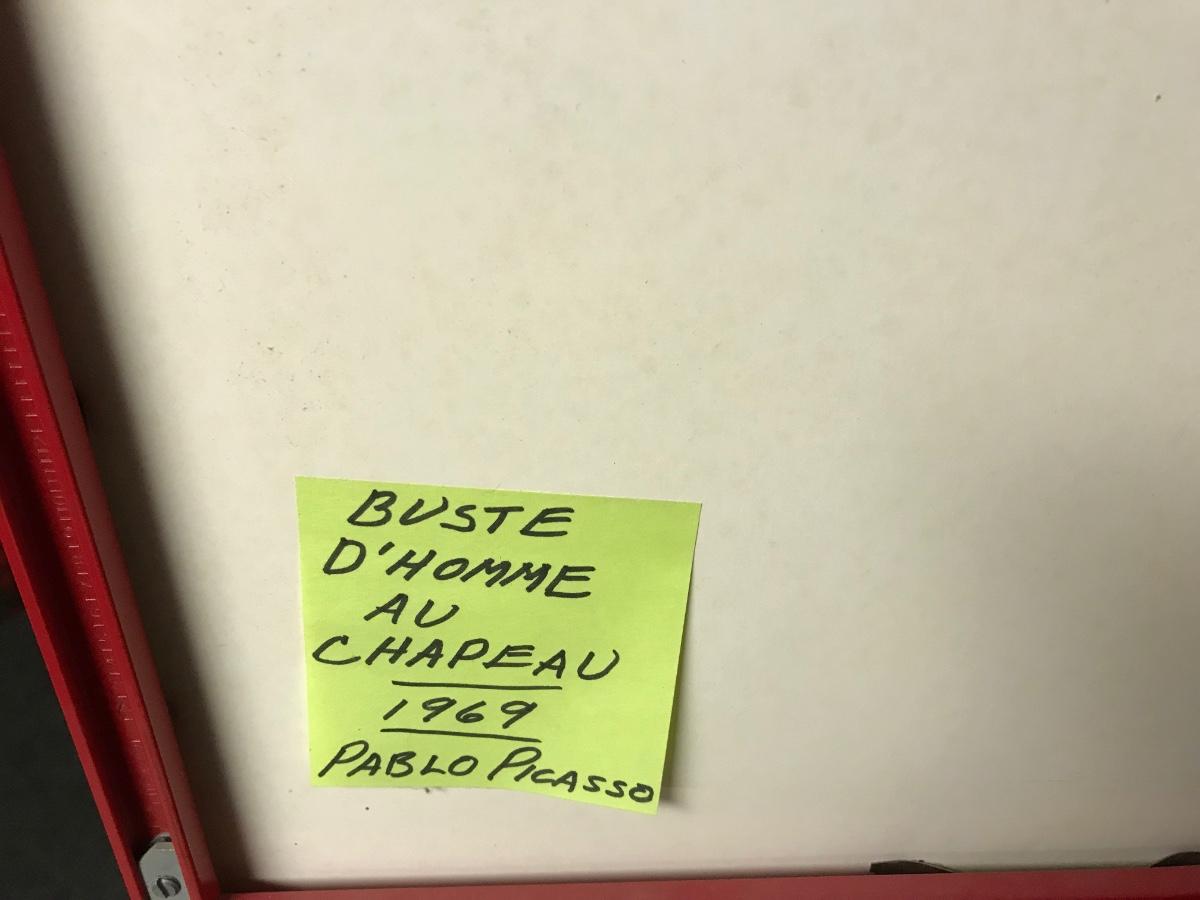 BUSTE
D'HOMME
AU
CHAPEAU
1969
PABLO PICASSO